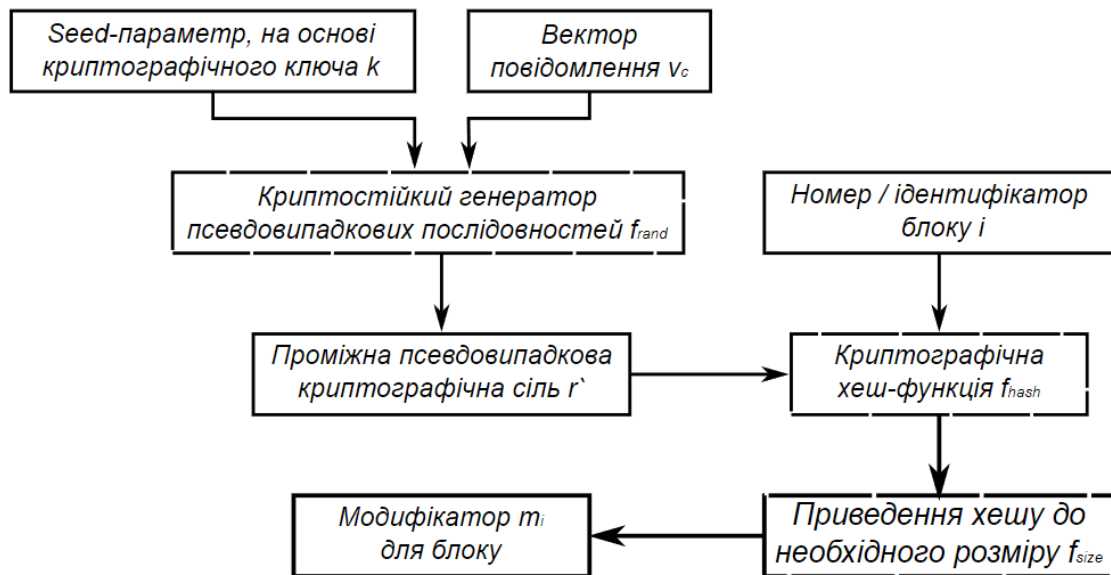 Seed-параметр, на основі
криптографічного ключа k
Вектор
повідомлення vc
Криптостійкий генератор
псевдовипадкових послідовностей frand
Номер / ідентифікатор
блоку i
Проміжна псевдовипадкова
криптографічна сіль r`
Криптографічна
хеш-функція fhash
Модифікатор mi
для блоку
Приведення хешу до
необхідного розміру fsize